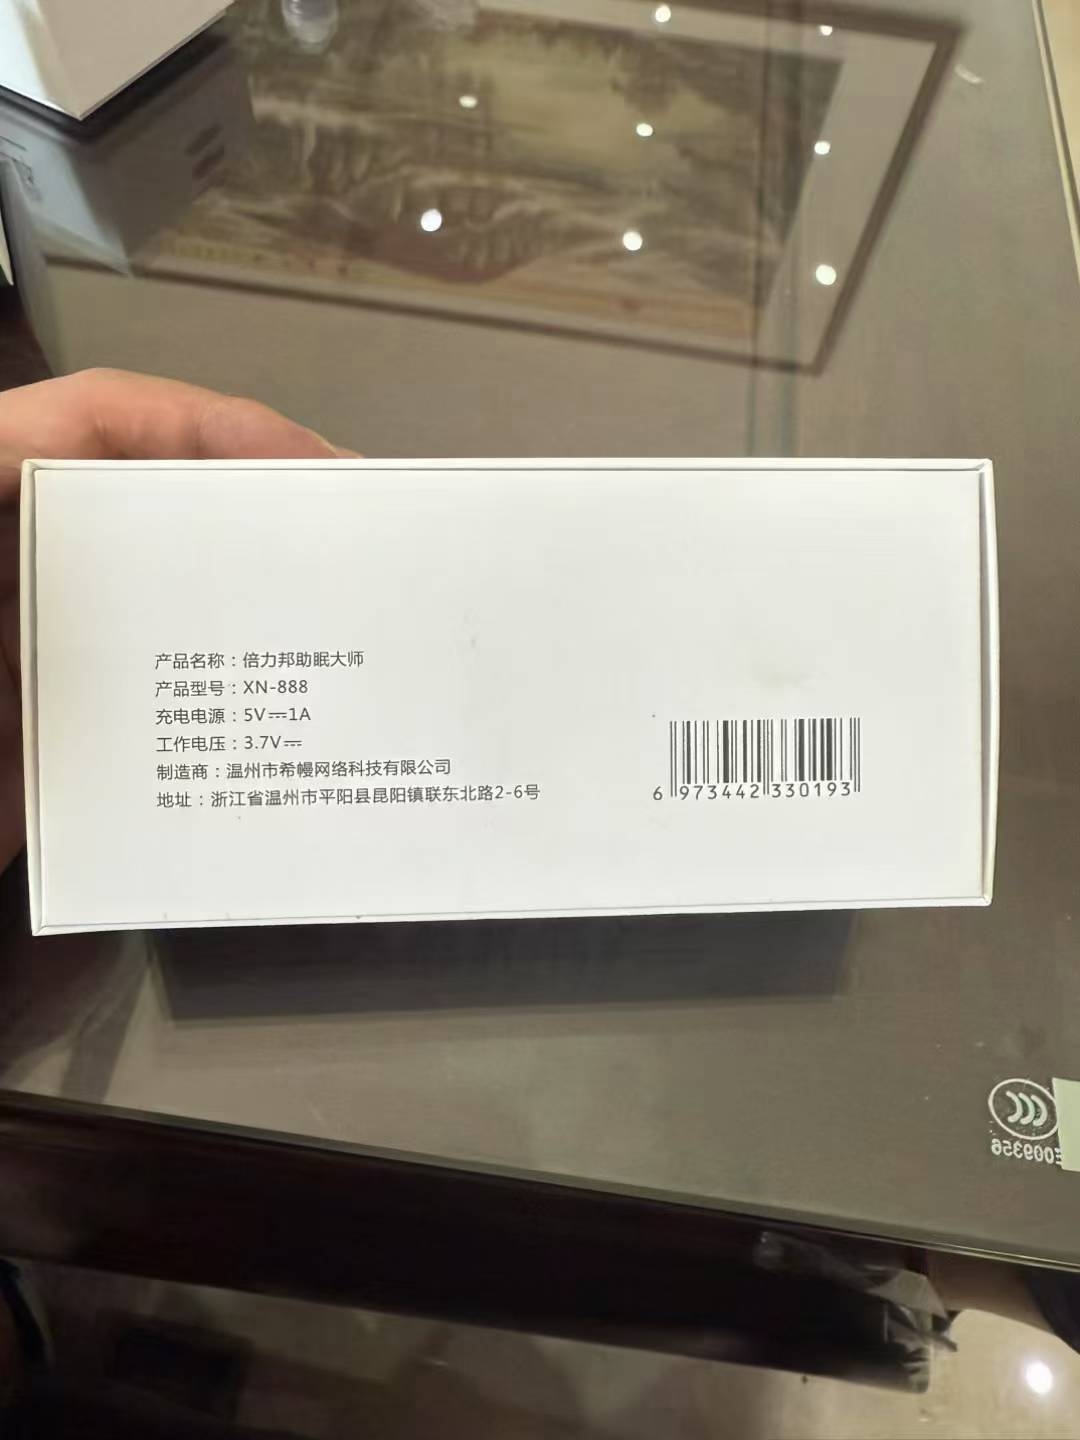 产品名称：倍力邦助眠大师
产品型号：XN-888
充电电源：5V⎓1A
工作电压：3.7V⎓
制造商：温州市希幔网络科技有限公司
地址：浙江省温州市平阳县昆阳镇联东北路2-6号
6 973442 330193
E009356